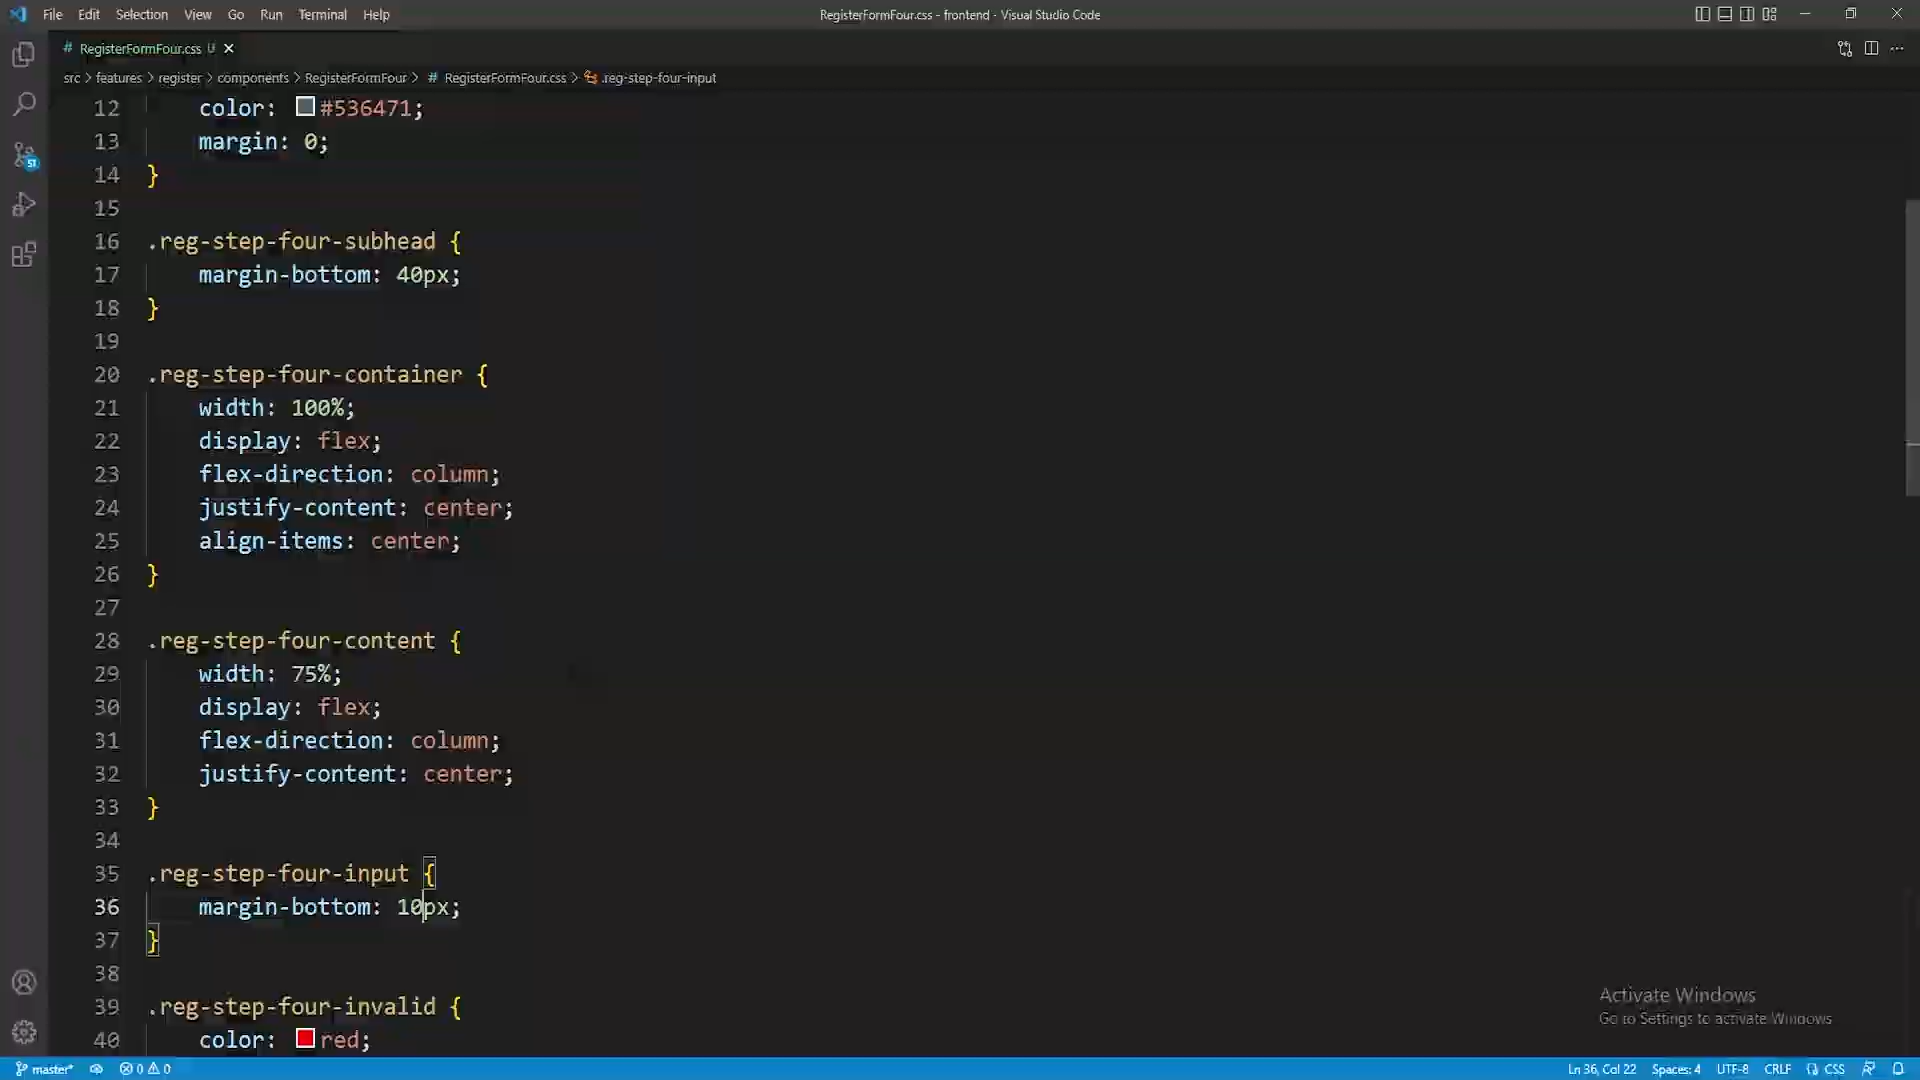 File Edit Selection View Go Run Terminal Help
RegisterFormFour.css - frontend - Visual Studio Code
# RegisterFormFour.css U
src > features > register > components > RegisterFormFour > # RegisterFormFour.css > .reg-step-four-input
12 color: #536471;
13 margin: 0;
14 }
15
16 .reg-step-four-subhead {
17 margin-bottom: 40px;
18 }
19
20 .reg-step-four-container {
21 width: 100%;
22 display: flex;
23 flex-direction: column;
24 justify-content: center;
25 align-items: center;
26 }
27
28 .reg-step-four-content {
29 width: 75%;
30 display: flex;
31 flex-direction: column;
32 justify-content: center;
33 }
34
35 .reg-step-four-input {
36 margin-bottom: 10px;
37 }
38
39 .reg-step-four-invalid {
40 color: red;
Activate Windows
Go to Settings to activate Windows
master* 0 0 Ln 36, Col 22 Spaces: 4 UTF-8 CRLF {} CSS